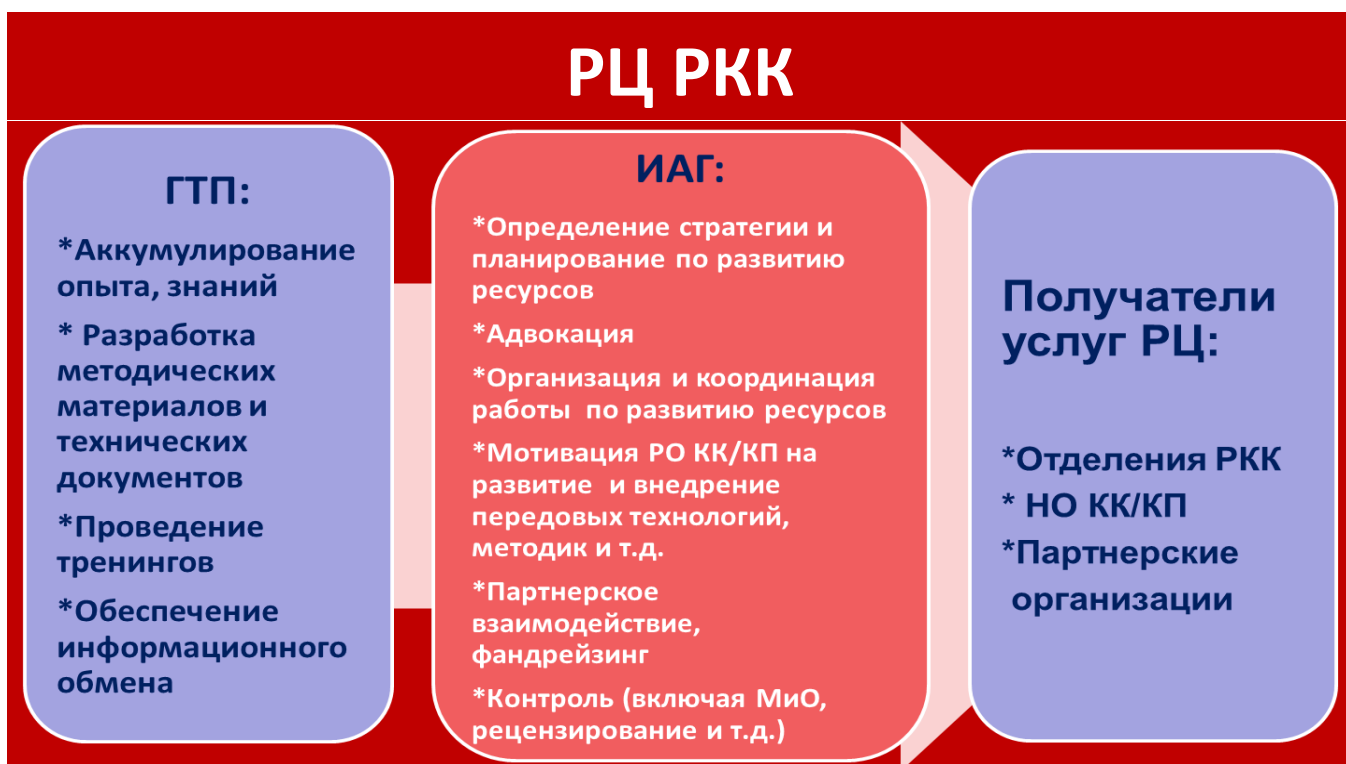 РЦ РКК
ГТП:
*Аккумулирование
опыта, знаний
* Разработка
методических
материалов и
технических
документов
*Проведение
тренингов
*Обеспечение
информационного
обмена
ИАГ:
*Определение стратегии и
планирование по развитию
ресурсов
*Адвокация
*Организация и координация
работы по развитию ресурсов
*Мотивация РО КК/КП на
развитие и внедрение
передовых технологий,
методик и т.д.
*Партнерское
взаимодействие,
фандрейзинг
*Контроль (включая МиО,
рецензирование и т.д.)
Получатели
услуг РЦ:
*Отделения РКК
* НО КК/КП
*Партнерские
организации